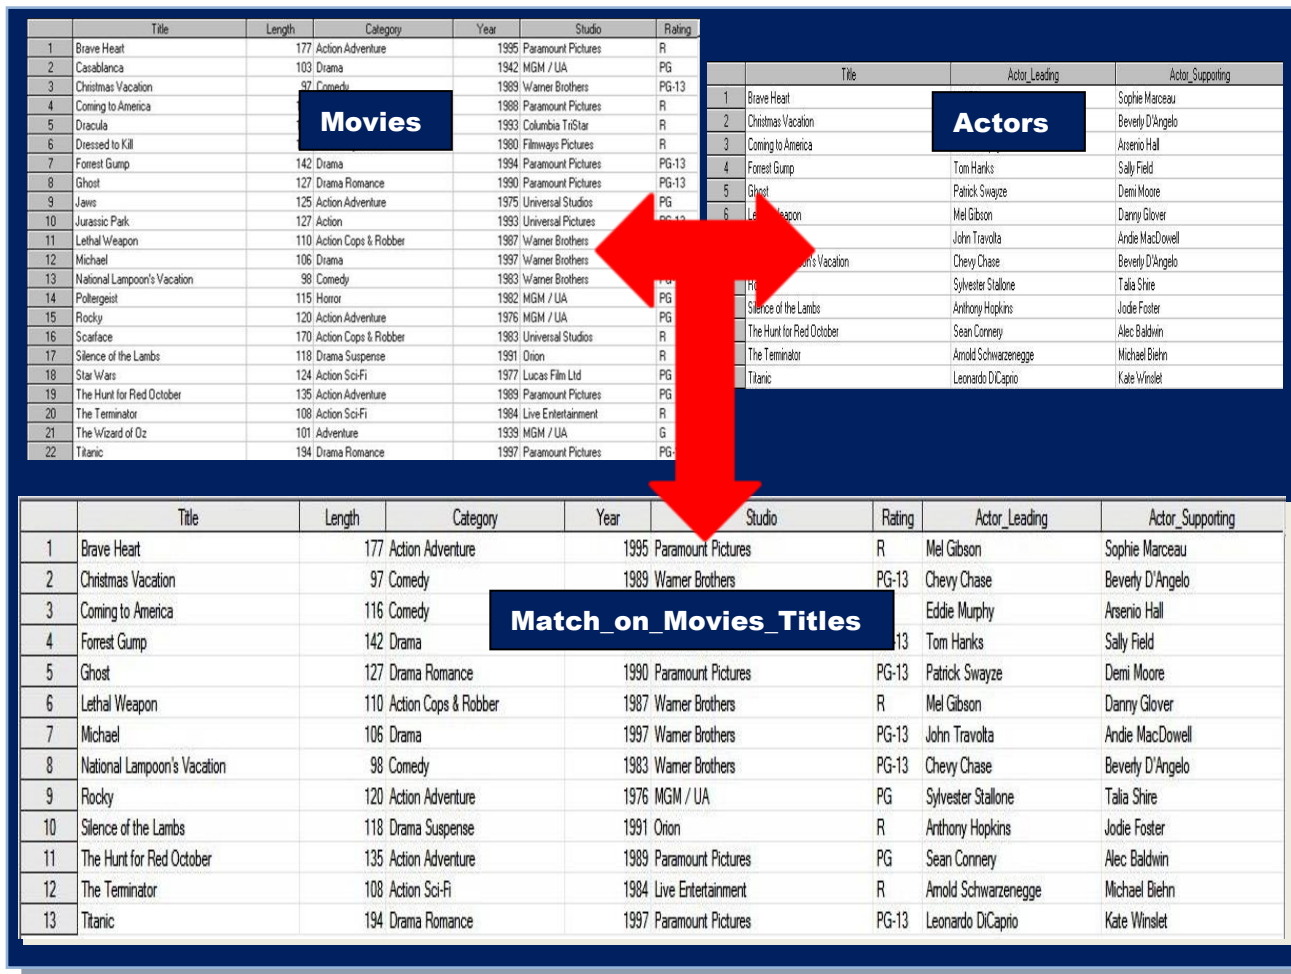 Title Length Category Year Studio Rating
1 Brave Heart 177 Action Adventure 1995 Paramount Pictures R
2 Casablanca 103 Drama 1942 MGM / UA PG
3 Christmas Vacation 97 Comedy 1989 Warner Brothers PG-13
4 Coming to America 1988 Paramount Pictures R
5 Dracula 1993 Columbia TriStar R
6 Dressed to Kill 1980 Filmways Pictures R
7 Forrest Gump 142 Drama 1994 Paramount Pictures PG-13
8 Ghost 127 Drama Romance 1990 Paramount Pictures PG-13
9 Jaws 125 Action Adventure 1975 Universal Studios PG
10 Jurassic Park 127 Action 1993 Universal Pictures PG-13
11 Lethal Weapon 110 Action Cops & Robber 1987 Warner Brothers
12 Michael 106 Drama 1997 Warner Brothers
13 National Lampoon's Vacation 98 Comedy 1983 Warner Brothers
14 Poltergeist 115 Horror 1982 MGM / UA PG
15 Rocky 120 Action Adventure 1976 MGM / UA PG
16 Scarface 170 Action Cops & Robber 1983 Universal Studios R
17 Silence of the Lambs 118 Drama Suspense 1991 Orion R
18 Star Wars 124 Action Sci-Fi 1977 Lucas Film Ltd PG
19 The Hunt for Red October 135 Action Adventure 1989 Paramount Pictures PG
20 The Terminator 108 Action Sci-Fi 1984 Live Entertainment R
21 The Wizard of Oz 101 Adventure 1939 MGM / UA G
22 Titanic 194 Drama Romance 1997 Paramount Pictures PG-
Movies
Title Actor_Leading Actor_Supporting
1 Brave Heart Sophie Marceau
2 Christmas Vacation Beverly D'Angelo
3 Coming to America Arsenio Hall
4 Forrest Gump Tom Hanks Sally Field
5 Ghost Patrick Swayze Demi Moore
6 Lethal Weapon Mel Gibson Danny Glover
John Travolta Andie MacDowell
Vacation Chevy Chase Beverly D'Angelo
Sylvester Stallone Talia Shire
Silence of the Lambs Anthony Hopkins Jodie Foster
The Hunt for Red October Sean Connery Alec Baldwin
The Terminator Arnold Schwarzenegge Michael Biehn
Titanic Leonardo DiCaprio Kate Winslet
Actors
Title Length Category Year Studio Rating Actor_Leading Actor_Supporting
1 Brave Heart 177 Action Adventure 1995 Paramount Pictures R Mel Gibson Sophie Marceau
2 Christmas Vacation 97 Comedy 1989 Warner Brothers PG-13 Chevy Chase Beverly D'Angelo
3 Coming to America 116 Comedy Eddie Murphy Arsenio Hall
4 Forrest Gump 142 Drama -13 Tom Hanks Sally Field
5 Ghost 127 Drama Romance 1990 Paramount Pictures PG-13 Patrick Swayze Demi Moore
6 Lethal Weapon 110 Action Cops & Robber 1987 Warner Brothers R Mel Gibson Danny Glover
7 Michael 106 Drama 1997 Warner Brothers PG-13 John Travolta Andie MacDowell
8 National Lampoon's Vacation 98 Comedy 1983 Warner Brothers PG-13 Chevy Chase Beverly D'Angelo
9 Rocky 120 Action Adventure 1976 MGM / UA PG Sylvester Stallone Talia Shire
10 Silence of the Lambs 118 Drama Suspense 1991 Orion R Anthony Hopkins Jodie Foster
11 The Hunt for Red October 135 Action Adventure 1989 Paramount Pictures PG Sean Connery Alec Baldwin
12 The Terminator 108 Action Sci-Fi 1984 Live Entertainment R Arnold Schwarzenegge Michael Biehn
13 Titanic 194 Drama Romance 1997 Paramount Pictures PG-13 Leonardo DiCaprio Kate Winslet
Match_on_Movies_Titles